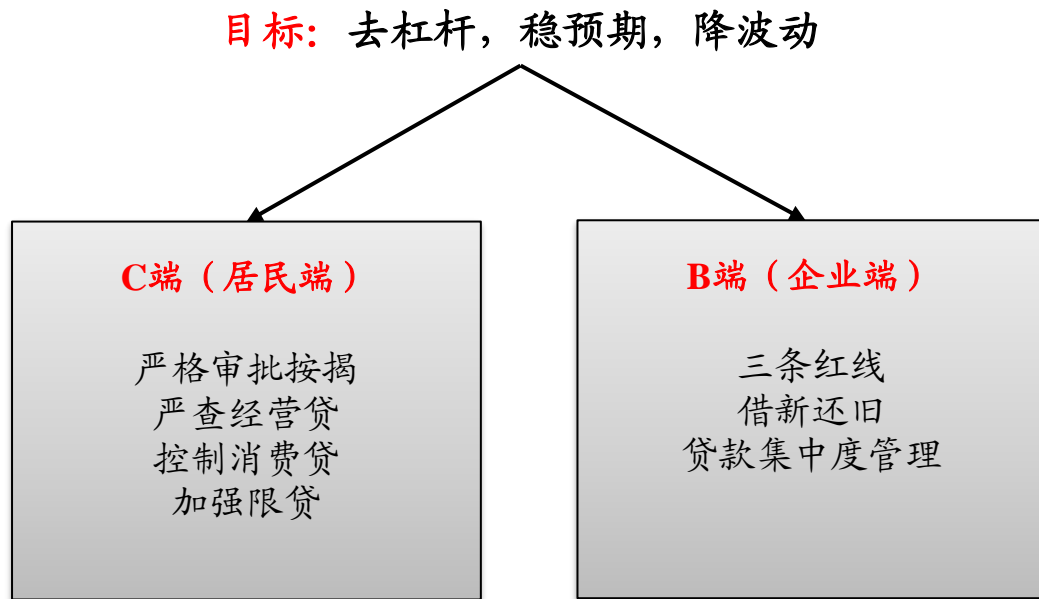 目标：去杠杆，稳预期，降波动
C端（居民端）
严格审批按揭
严查经营贷
控制消费贷
加强限贷
B端（企业端）
三条红线
借新还旧
贷款集中度管理